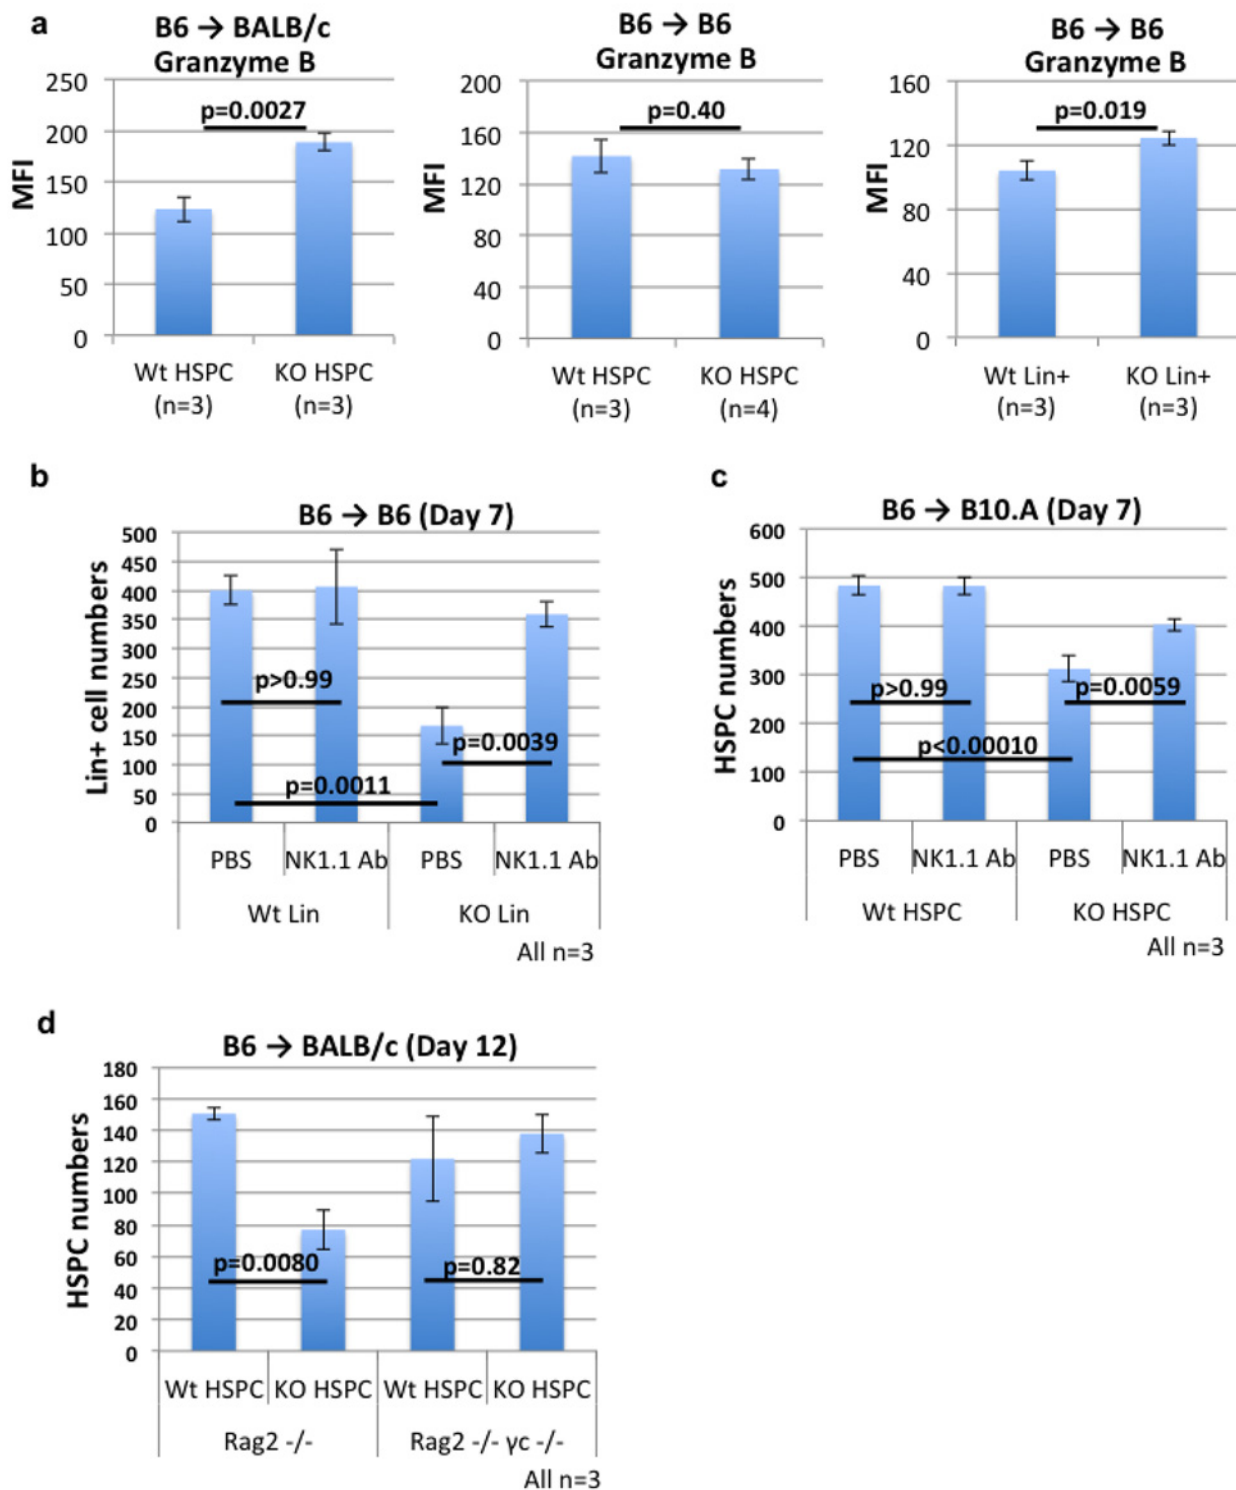 a
B6 → BALB/c
Granzyme B
250
200
150
100
50
0
MFI
p=0.0027
Wt HSPC
(n=3)
KO HSPC
(n=3)
B6 → B6
Granzyme B
200
160
120
80
40
0
MFI
p=0.40
Wt HSPC
(n=3)
KO HSPC
(n=4)
B6 → B6
Granzyme B
160
120
80
40
0
MFI
p=0.019
Wt Lin+
(n=3)
KO Lin+
(n=3)
b
B6 → B6 (Day 7)
500
450
400
350
300
250
200
150
100
50
0
Lin+ cell numbers
p>0.99
p=0.0039
p=0.0011
PBS
NK1.1 Ab
PBS
NK1.1 Ab
Wt Lin
KO Lin
All n=3
c
B6 → B10.A (Day 7)
600
500
400
300
200
100
0
HSPC numbers
p>0.99
p=0.0059
p<0.00010
PBS
NK1.1 Ab
PBS
NK1.1 Ab
Wt HSPC
KO HSPC
All n=3
d
B6 → BALB/c (Day 12)
180
160
140
120
100
80
60
40
20
0
HSPC numbers
p=0.0080
p=0.82
Wt HSPC
KO HSPC
Wt HSPC
KO HSPC
Rag2 -/-
Rag2 -/- γc -/-
All n=3